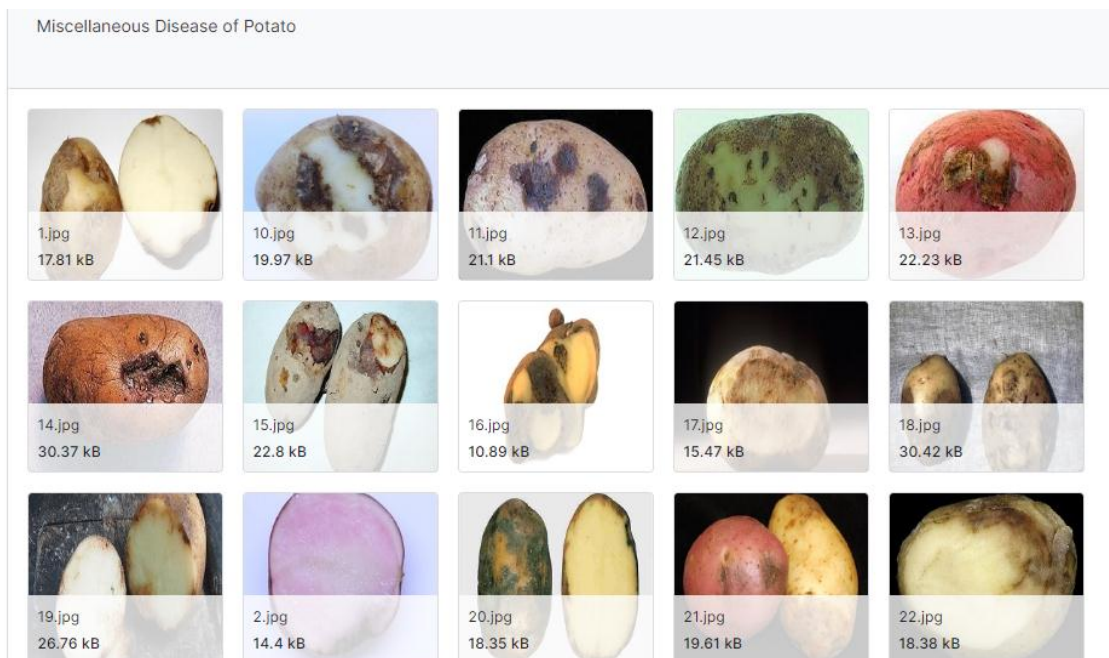 Miscellaneous Disease of Potato
1.jpg
17.81 kB
10.jpg
19.97 kB
11.jpg
21.1 kB
12.jpg
21.45 kB
13.jpg
22.23 kB
14.jpg
30.37 kB
15.jpg
22.8 kB
16.jpg
10.89 kB
17.jpg
15.47 kB
18.jpg
30.42 kB
19.jpg
26.76 kB
2.jpg
14.4 kB
20.jpg
18.35 kB
21.jpg
19.61 kB
22.jpg
18.38 kB